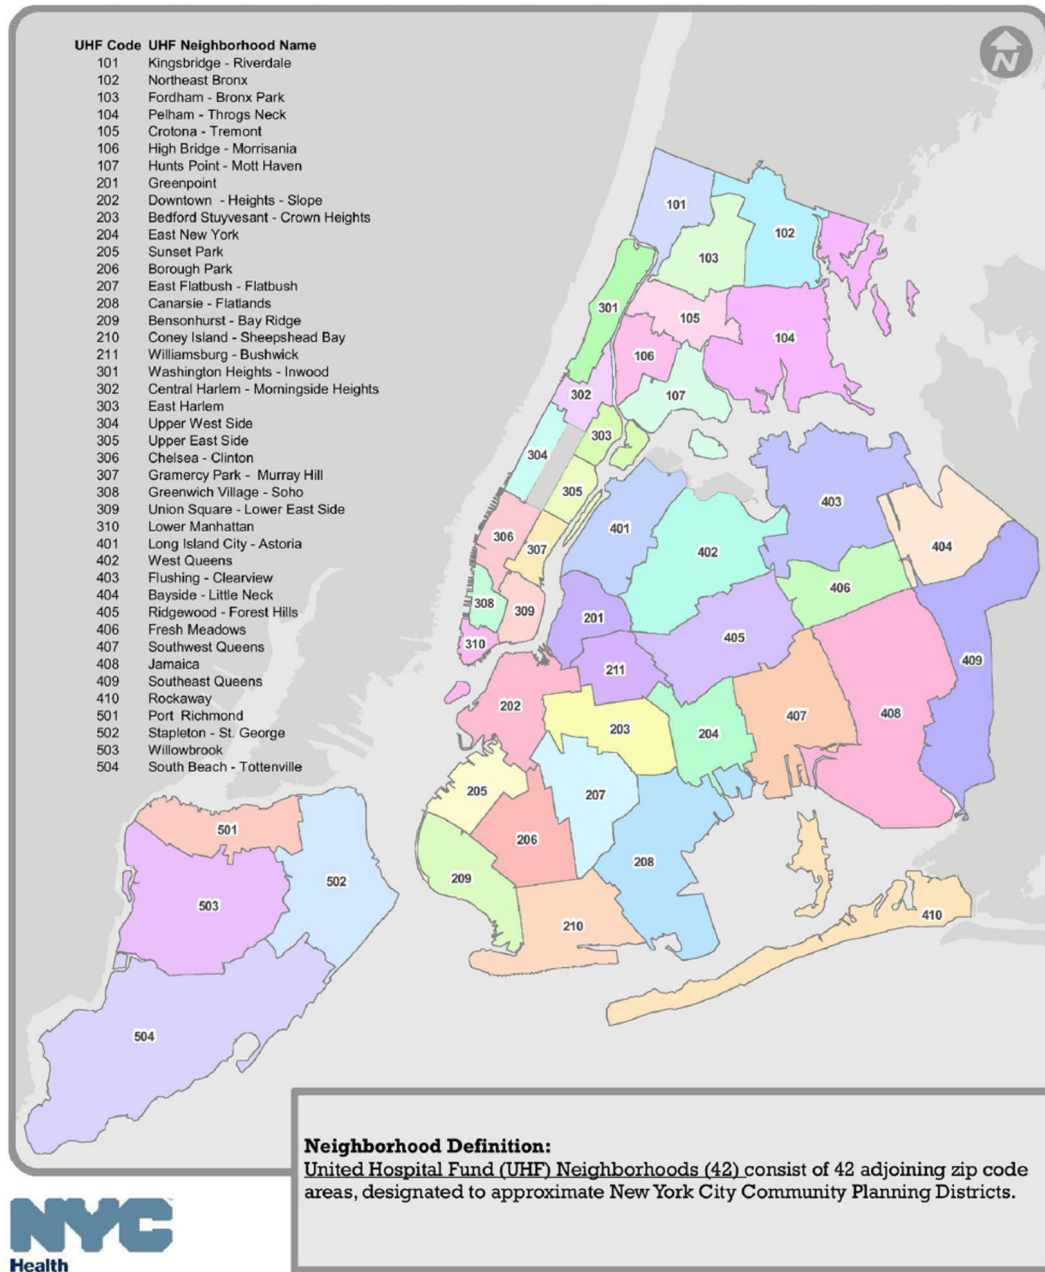 UHF Code UHF Neighborhood Name
101 Kingsbridge - Riverdale
102 Northeast Bronx
103 Fordham - Bronx Park
104 Pelham - Throgs Neck
105 Crotona - Tremont
106 High Bridge - Morrisania
107 Hunts Point - Mott Haven
201 Greenpoint
202 Downtown - Heights - Slope
203 Bedford Stuyvesant - Crown Heights
204 East New York
205 Sunset Park
206 Borough Park
207 East Flatbush - Flatbush
208 Canarsie - Flatlands
209 Bensonhurst - Bay Ridge
210 Coney Island - Sheepshead Bay
211 Williamsburg - Bushwick
301 Washington Heights - Inwood
302 Central Harlem - Morningside Heights
303 East Harlem
304 Upper West Side
305 Upper East Side
306 Chelsea - Clinton
307 Gramercy Park - Murray Hill
308 Greenwich Village - Soho
309 Union Square - Lower East Side
310 Lower Manhattan
401 Long Island City - Astoria
402 West Queens
403 Flushing - Clearview
404 Bayside - Little Neck
405 Ridgewood - Forest Hills
406 Fresh Meadows
407 Southwest Queens
408 Jamaica
409 Southeast Queens
410 Rockaway
501 Port Richmond
502 Stapleton - St. George
503 Willowbrook
504 South Beach - Tottenville
N
101
102
103
301
105
104
106
107
302
303
304
305
403
306
401
307
402
404
406
308
309
201
405
310
211
409
202
203
204
407
408
205
207
501
206
208
209
502
503
410
210
504
Neighborhood Definition:
United Hospital Fund (UHF) Neighborhoods (42) consist of 42 adjoining zip code
areas, designated to approximate New York City Community Planning Districts.
NYC
Health